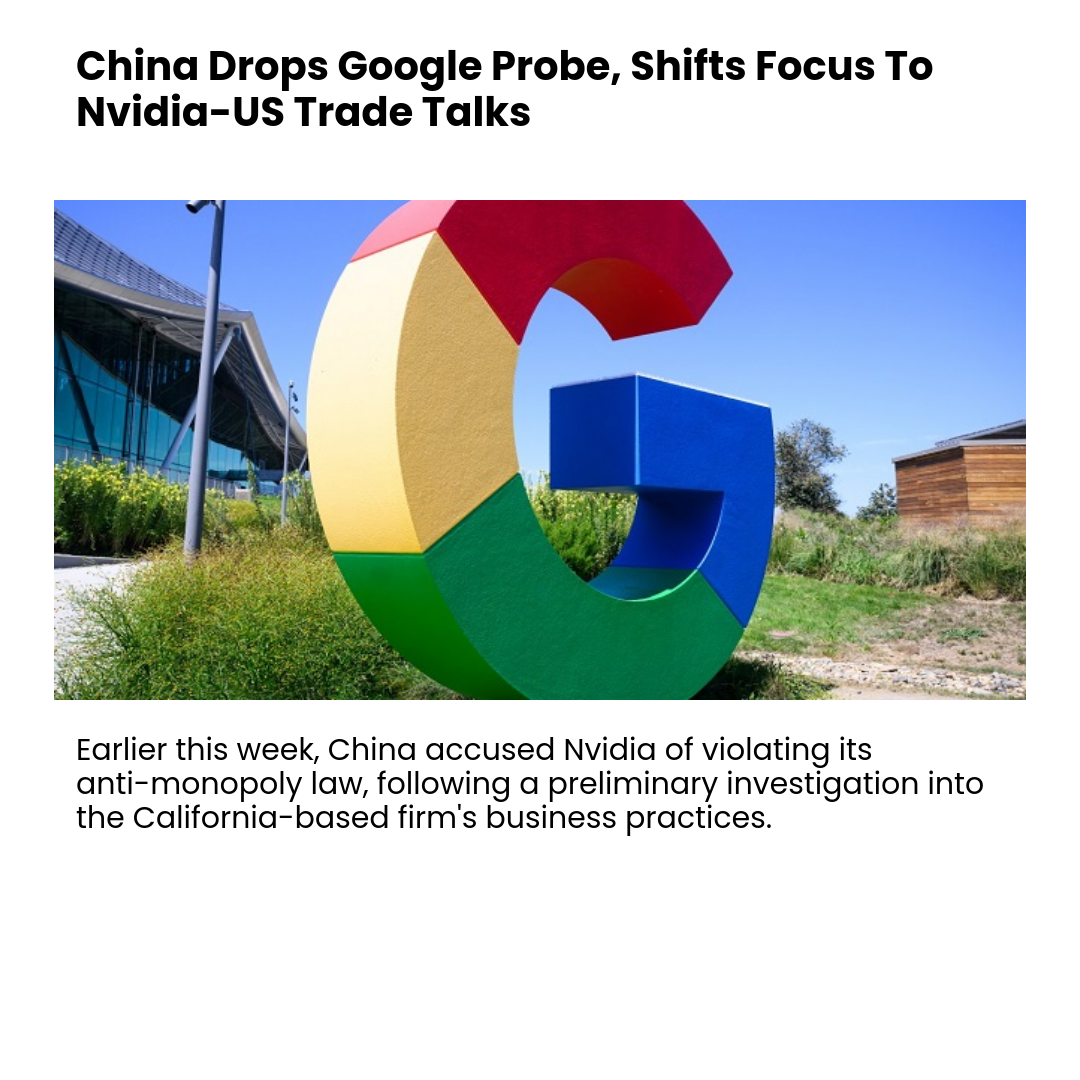 China Drops Google Probe, Shifts Focus To
Nvidia-US Trade Talks
Earlier this week, China accused Nvidia of violating its
anti-monopoly law, following a preliminary investigation into
the California-based firm's business practices.